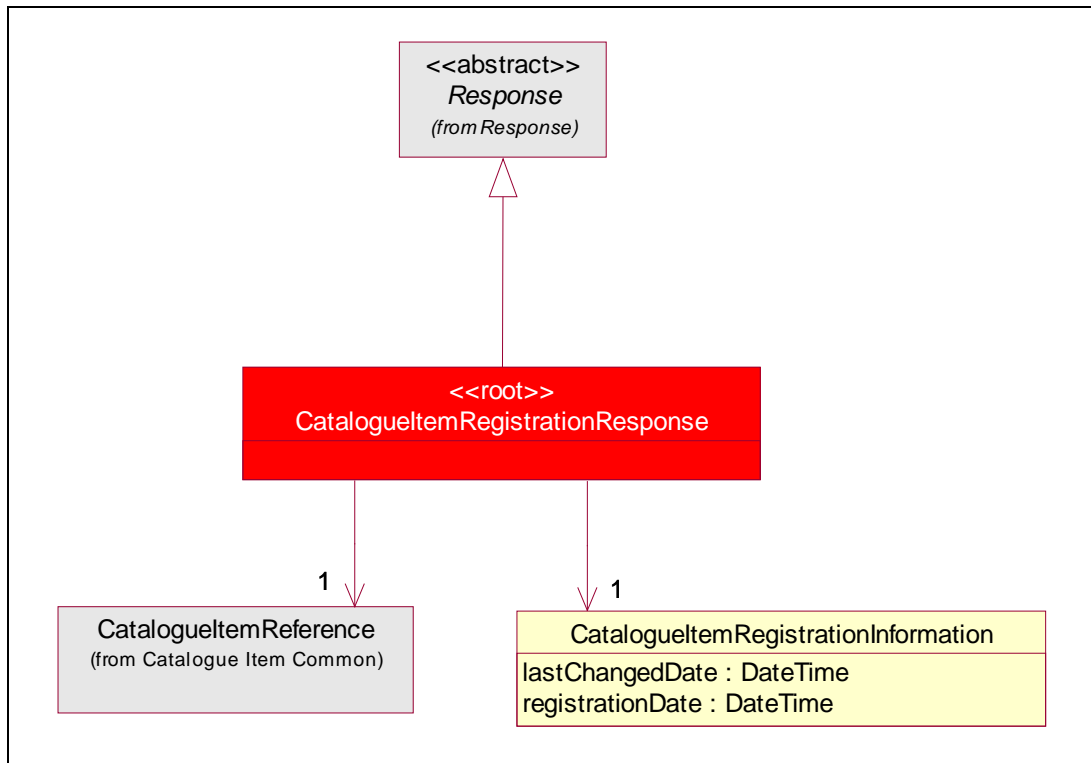 <<abstract>>
Response
(from Response)
<<root>>
CatalogueItemRegistrationResponse
1
1
CatalogueItemReference
(from Catalogue Item Common)
CatalogueItemRegistrationInformation
lastChangedDate : DateTime
registrationDate : DateTime